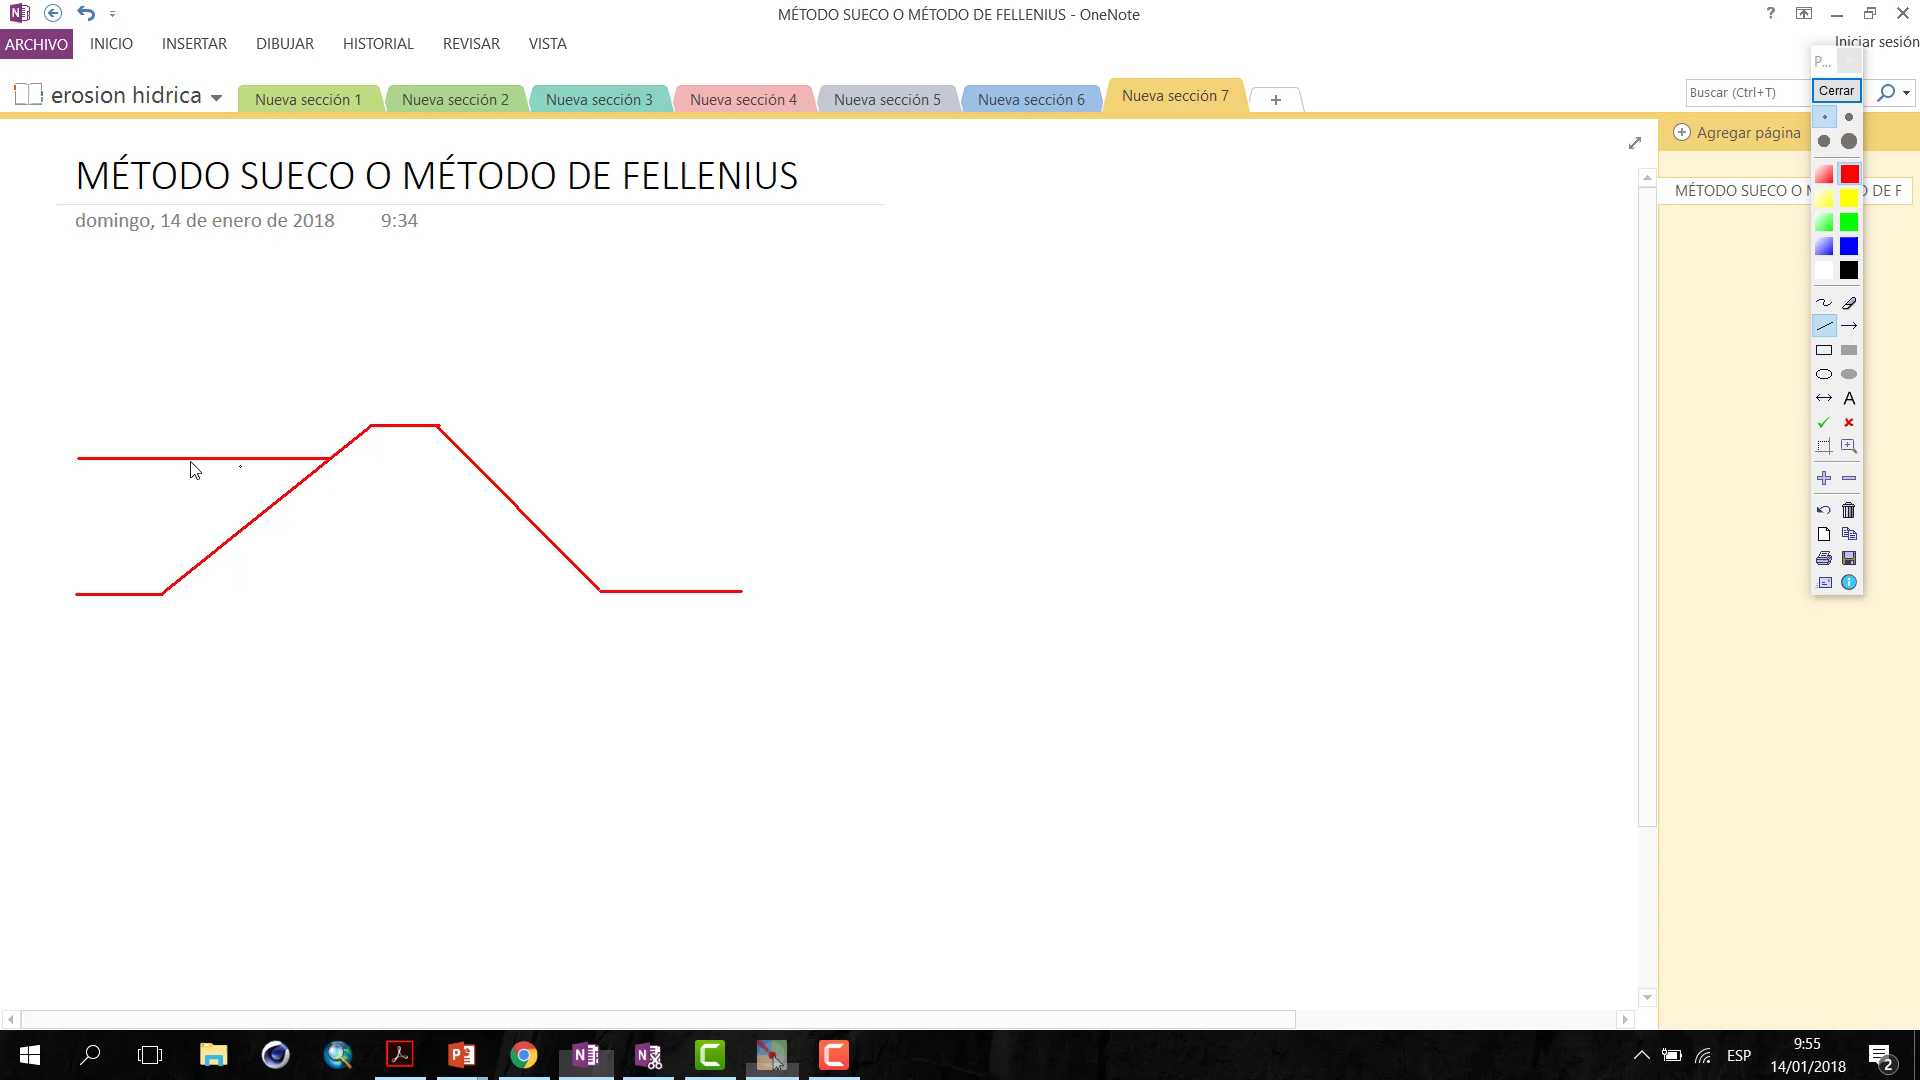 MÉTODO SUECO O MÉTODO DE FELLENIUS - OneNote
?
ARCHIVO INICIO INSERTAR DIBUJAR HISTORIAL REVISAR VISTA
Iniciar sesión
P...
erosion hidrica
Nueva sección 1
Nueva sección 2
Nueva sección 3
Nueva sección 4
Nueva sección 5
Nueva sección 6
Nueva sección 7
+
Buscar (Ctrl+T)
Cerrar
Agregar página
MÉTODO SUECO O MÉTODO DE FELLENIUS
domingo, 14 de enero de 2018 9:34
MÉTODO SUECO O M
O DE F
A
ESP
9:55
14/01/2018
2